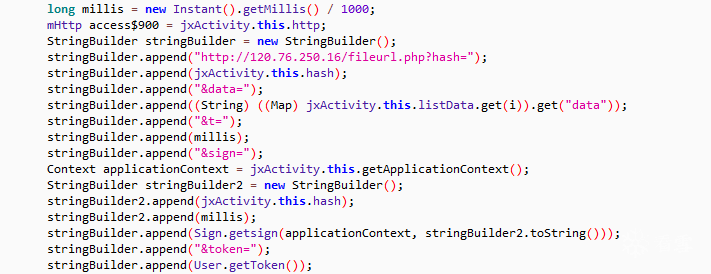 long millis = new Instant().getMillis() / 1000;
mHttp access$900 = jxActivity.this.http;
StringBuilder stringBuilder = new StringBuilder();
stringBuilder.append("http://120.76.250.16/fileurl.php?hash=");
stringBuilder.append(jxActivity.this.hash);
stringBuilder.append("&data=");
stringBuilder.append((String) ((Map) jxActivity.this.listData.get(i)).get("data"));
stringBuilder.append("&t=");
stringBuilder.append(millis);
stringBuilder.append("&sign=");
Context applicationContext = jxActivity.this.getApplicationContext();
StringBuilder stringBuilder2 = new StringBuilder();
stringBuilder2.append(jxActivity.this.hash);
stringBuilder2.append(millis);
stringBuilder.append(Sign.getsign(applicationContext, stringBuilder2.toString()));
stringBuilder.append("&token=");
stringBuilder.append(User.getToken());